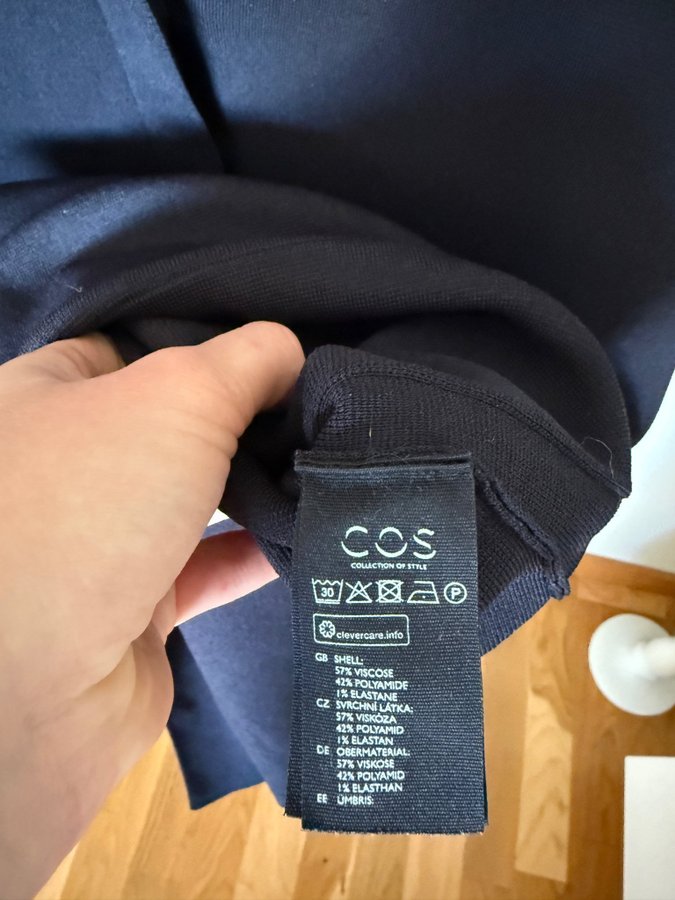 COS
COLLECTION OF STYLE
30 P
clevercare.info
GB SHELL:
57% VISCOSE
42% POLYAMIDE
1% ELASTANE
CZ SVRCHNÍ LÁTKA:
57% VISKÓZA
42% POLYAMID
1% ELASTAN
DE OBERMATERIAL:
57% VISKOSE
42% POLYAMID
1% ELASTHAN
EE ÜMBRIS: